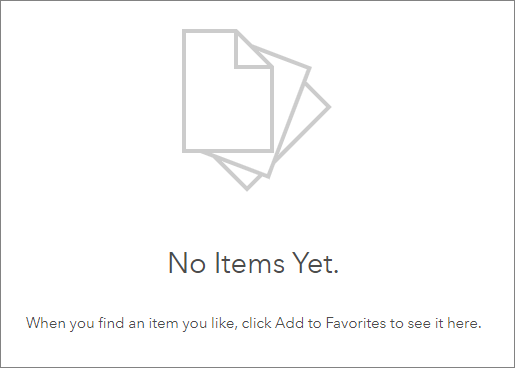 No Items Yet.
When you find an item you like, click Add to Favorites to see it here.